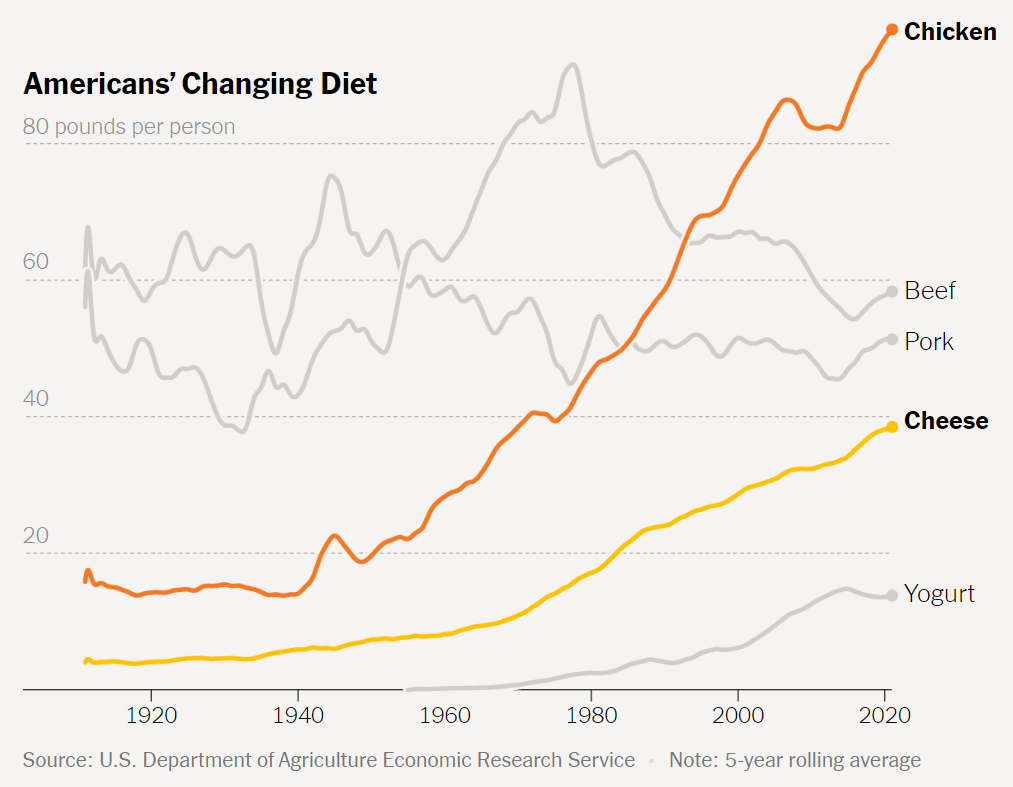 Chicken
Americans’ Changing Diet
80 pounds per person
60
Beef
Pork
40
Cheese
20
Yogurt
1920 1940 1960 1980 2000 2020
Source: U.S. Department of Agriculture Economic Research Service • Note: 5-year rolling average